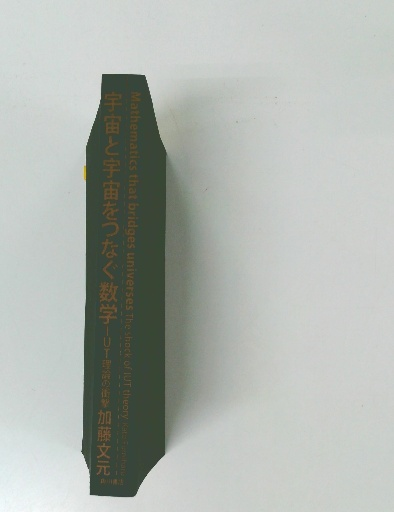 宇宙と宇宙をつなぐ数学 IUT理論の衝撃 加藤文元
Mathematics that bridges universes The shock of IUT theory